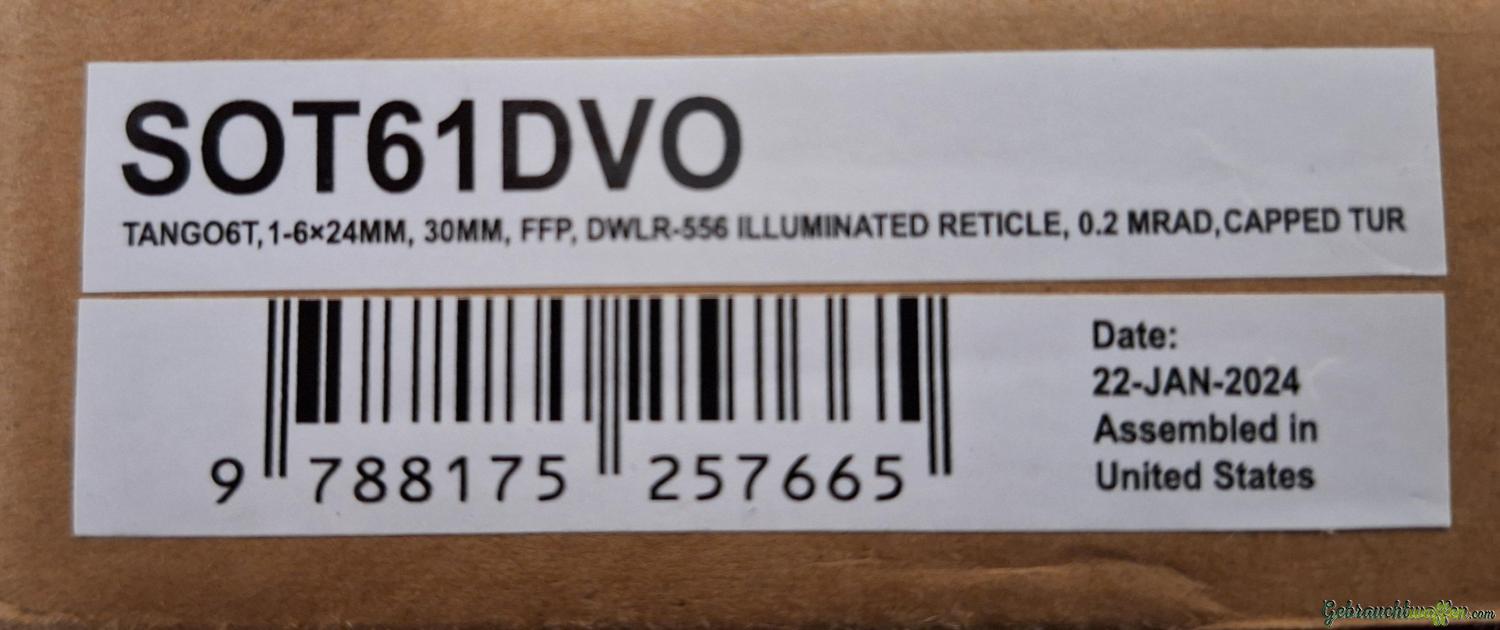 SOT61DVO
TANGO6T, 1-6×24MM, 30MM, FFP, DWLR-556 ILLUMINATED RETICLE, 0.2 MRAD,CAPPED TUR
9 788175 257665
Date:
22-JAN-2024
Assembled in
United States
Gebrauchtwaffen.com